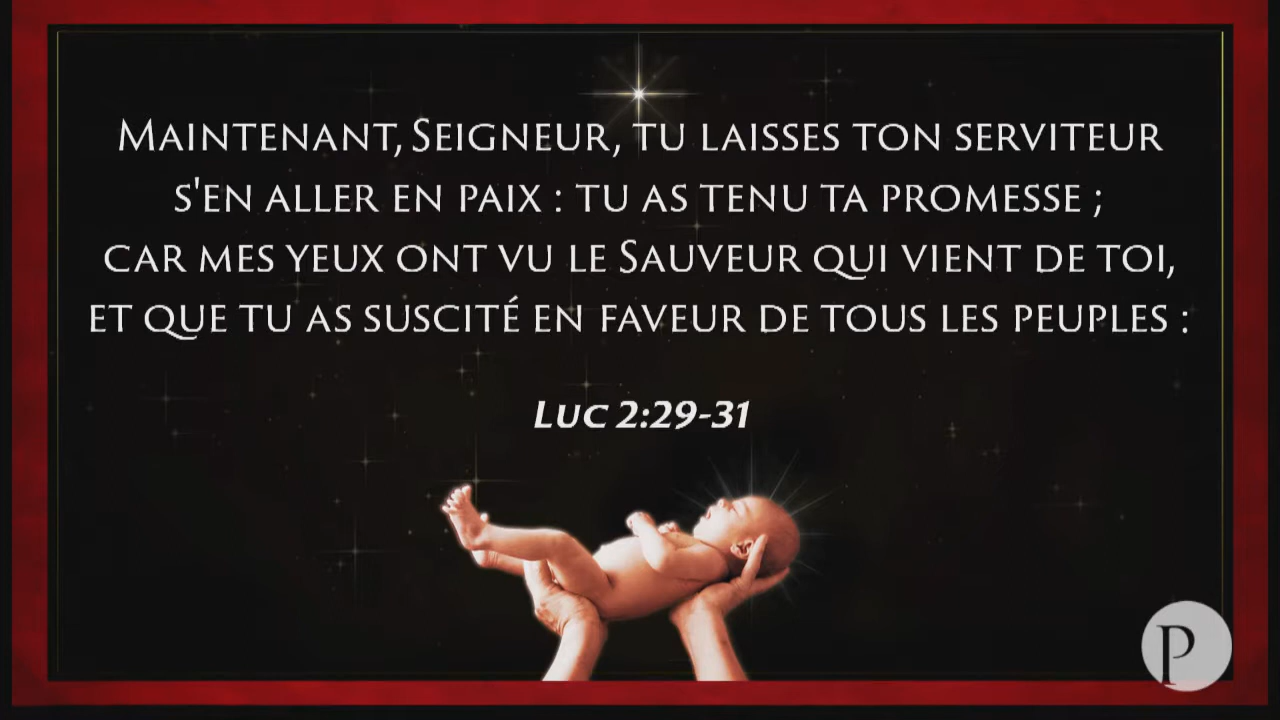 Maintenant, Seigneur, tu laisses ton serviteur
s'en aller en paix : tu as tenu ta promesse ;
car mes yeux ont vu le Sauveur qui vient de toi,
et que tu as suscité en faveur de tous les peuples :
Luc 2:29-31
P